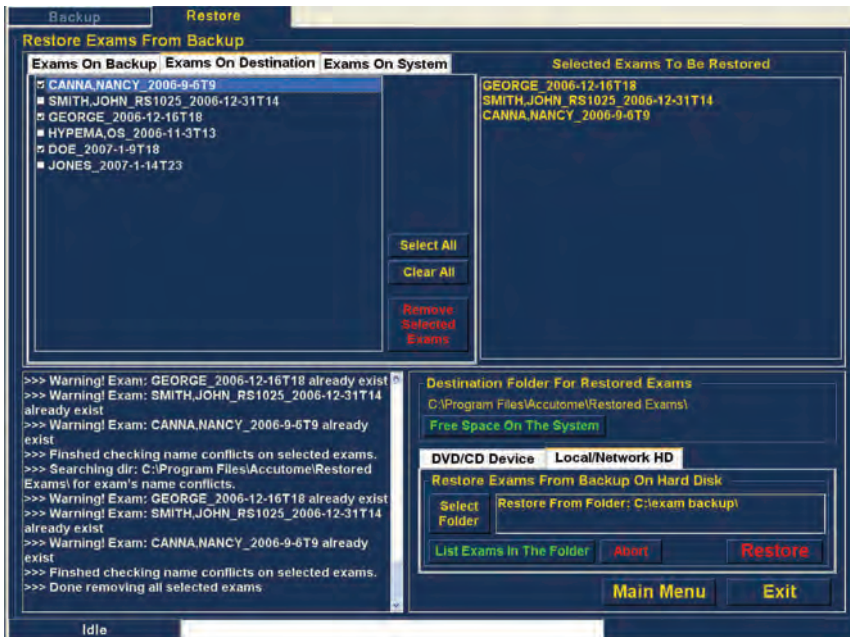 Backup
Restore
Restore Exams From Backup
Exams On Backup
Exams On Destination
Exams On System
Selected Exams To Be Restored
CANNA,NANCY_2006-9-6T9
SMITH,JOHN_RS1025_2006-12-31T14
GEORGE_2006-12-16T18
HYPEMA,OS_2006-11-3T13
DOE_2007-1-9T18
JONES_2007-1-14T23
Select All
Clear All
Remove
Selected
Exams
GEORGE_2006-12-16T18
SMITH,JOHN_RS1025_2006-12-31T14
CANNA,NANCY_2006-9-6T9
>>> Warning! Exam: GEORGE_2006-12-16T18 already exist
>>> Warning! Exam: SMITH,JOHN_RS1025_2006-12-31T14
already exist
>>> Warning! Exam: CANNA,NANCY_2006-9-6T9 already
exist
>>> Finshed checking name conflicts on selected exams.
>>> Searching dir: C:\Program Files\Accutome\Restored
Exams\ for exam's name conflicts.
>>> Warning! Exam: GEORGE_2006-12-16T18 already exist
>>> Warning! Exam: SMITH,JOHN_RS1025_2006-12-31T14
already exist
>>> Warning! Exam: CANNA,NANCY_2006-9-6T9 already
exist
>>> Finshed checking name conflicts on selected exams.
>>> Done removing all selected exams
Destination Folder For Restored Exams
C:\Program Files\Accutome\Restored Exams\
Free Space On The System
DVD/CD Device
Local/Network HD
Restore Exams From Backup On Hard Disk
Select
Folder
Restore From Folder: C:\exam backup\
List Exams In The Folder
Abort
Restore
Main Menu
Exit
Idle